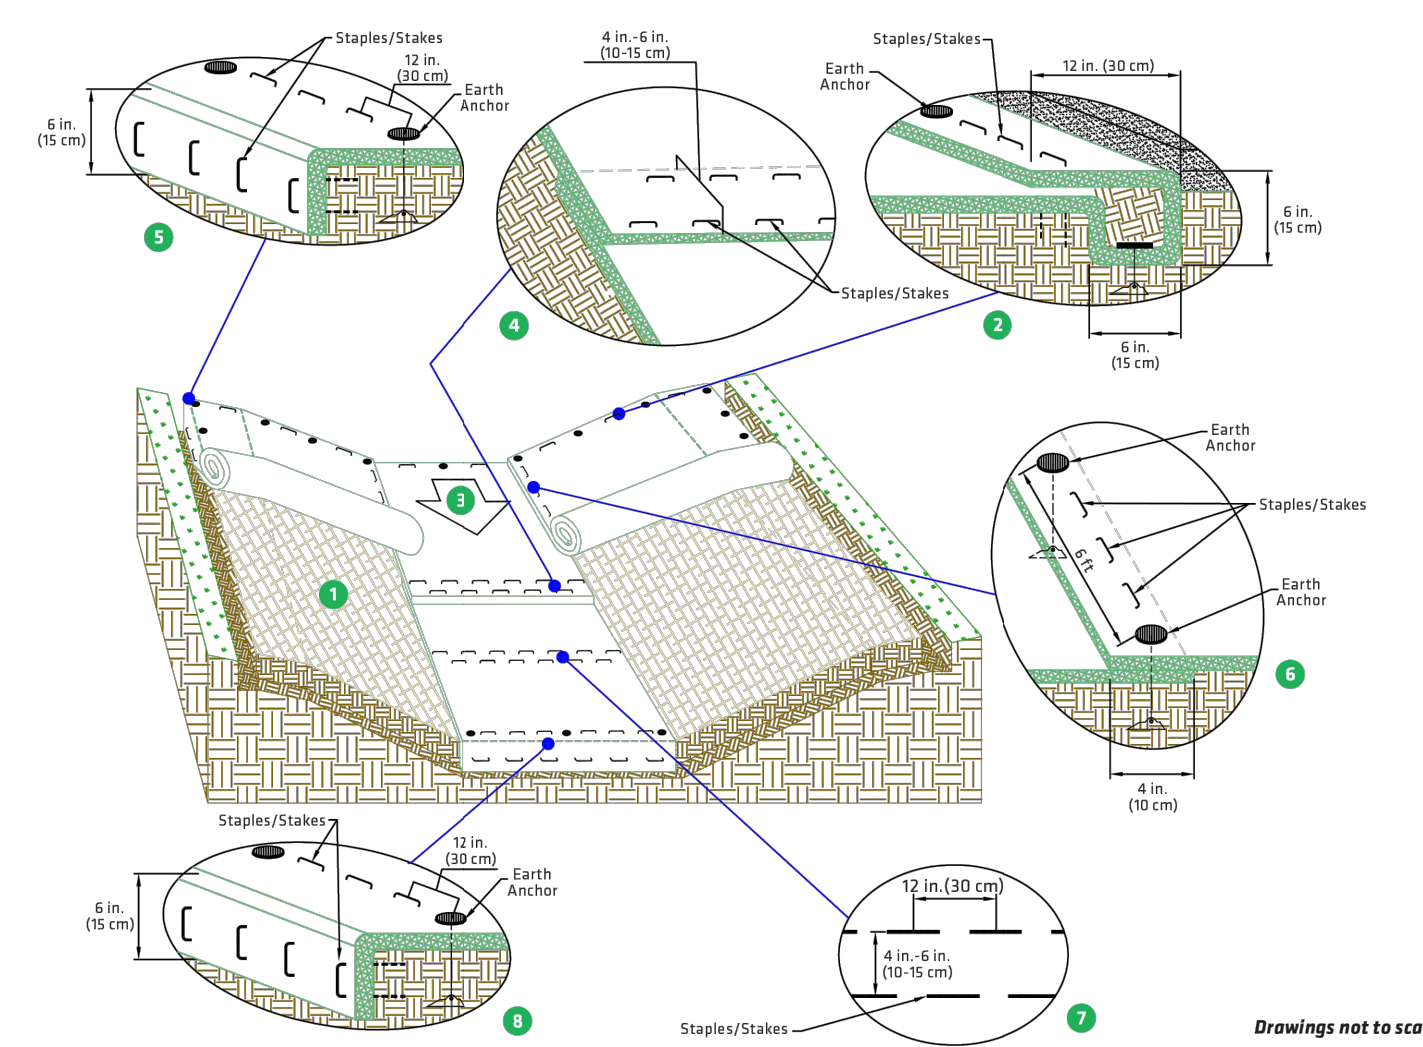 Staples/Stakes
12 in.
(30 cm)
Earth
Anchor
6 in.
(15 cm)
5
4 in.-6 in.
(10-15 cm)
Staples/Stakes
4
Staples/Stakes
Earth
Anchor
12 in. (30 cm)
6 in.
(15 cm)
6 in.
(15 cm)
2
3
1
Earth
Anchor
Staples/Stakes
6 ft
Earth
Anchor
6
4 in.
(10 cm)
Staples/Stakes
12 in.
(30 cm)
Earth
Anchor
6 in.
(15 cm)
8
12 in.(30 cm)
4 in.-6 in.
(10-15 cm)
Staples/Stakes
7
Drawings not to sca